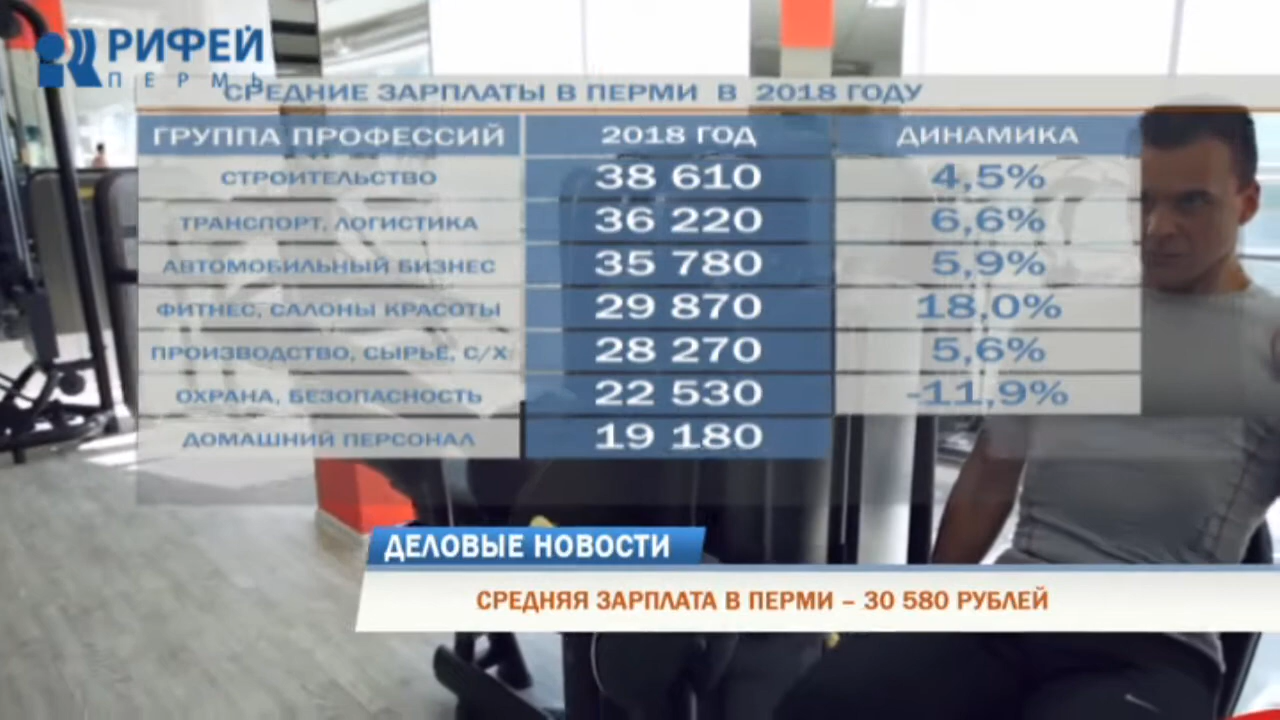 РИФЕЙ
ПЕРМЬ
СРЕДНИЕ ЗАРПЛАТЫ В ПЕРМИ В 2018 ГОДУ
ГРУППА ПРОФЕССИЙ 2018 ГОД ДИНАМИКА
СТРОИТЕЛЬСТВО 38 610 4,5%
ТРАНСПОРТ, ЛОГИСТИКА 36 220 6,6%
АВТОМОБИЛЬНЫЙ БИЗНЕС 35 780 5,9%
ФИТНЕС, САЛОНЫ КРАСОТЫ 29 870 18,0%
ПРОИЗВОДСТВО, СЫРЬЕ, С/Х 28 270 5,6%
ОХРАНА, БЕЗОПАСНОСТЬ 22 530 -11,9%
ДОМАШНИЙ ПЕРСОНАЛ 19 180
ДЕЛОВЫЕ НОВОСТИ
СРЕДНЯЯ ЗАРПЛАТА В ПЕРМИ – 30 580 РУБЛЕЙ